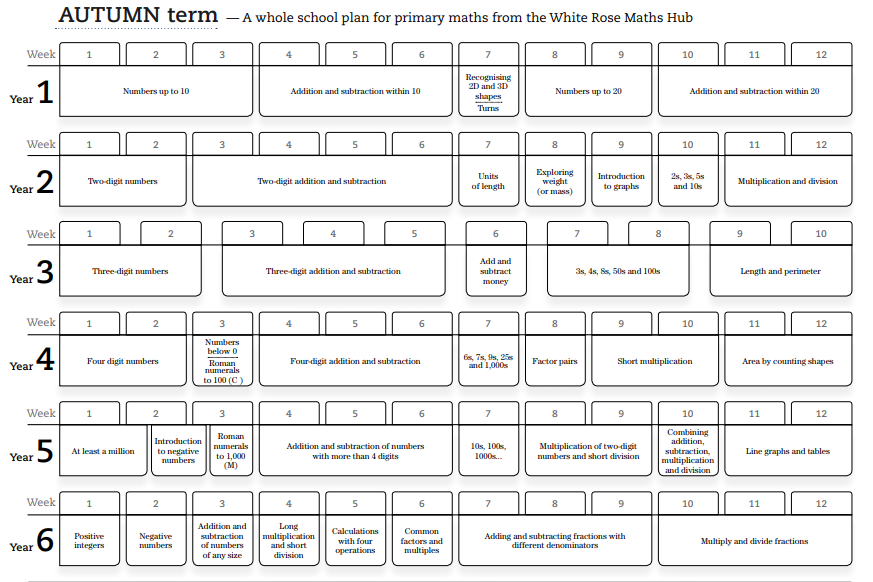 AUTUMN term — A whole school plan for primary maths from the White Rose Maths Hub
Week 1 2 3 4 5 6 7 8 9 10 11 12
Year 1
Numbers up to 10
Addition and subtraction within 10
Recognising
2D and 3D
shapes
Turns
Numbers up to 20
Addition and subtraction within 20
Week 1 2 3 4 5 6 7 8 9 10 11 12
Year 2
Two-digit numbers
Two-digit addition and subtraction
Units
of length
Exploring
weight
(or mass)
Introduction
to graphs
2s, 3s, 5s
and 10s
Multiplication and division
Week 1 2 3 4 5 6 7 8 9 10
Year 3
Three-digit numbers
Three-digit addition and subtraction
Add and
subtract
money
3s, 4s, 8s, 50s and 100s
Length and perimeter
Week 1 2 3 4 5 6 7 8 9 10 11 12
Year 4
Four digit numbers
Numbers
below 0
Roman
numerals
to 100 (C )
Four-digit addition and subtraction
6s, 7s, 9s, 25s
and 1,000s
Factor pairs
Short multiplication
Area by counting shapes
Week 1 2 3 4 5 6 7 8 9 10 11 12
Year 5
At least a million
Introduction
to negative
numbers
Roman
numerals
to 1,000
(M)
Addition and subtraction of numbers
with more than 4 digits
10s, 100s,
1000s...
Multiplication of two-digit
numbers and short division
Combining
addition,
subtraction,
multiplication
and division
Line graphs and tables
Week 1 2 3 4 5 6 7 8 9 10 11 12
Year 6
Positive
integers
Negative
numbers
Addition and
subtraction
of numbers
of any size
Long
multiplication
and short
division
Calculations
with four
operations
Common
factors and
multiples
Adding and subtracting fractions with
different denominators
Multiply and divide fractions